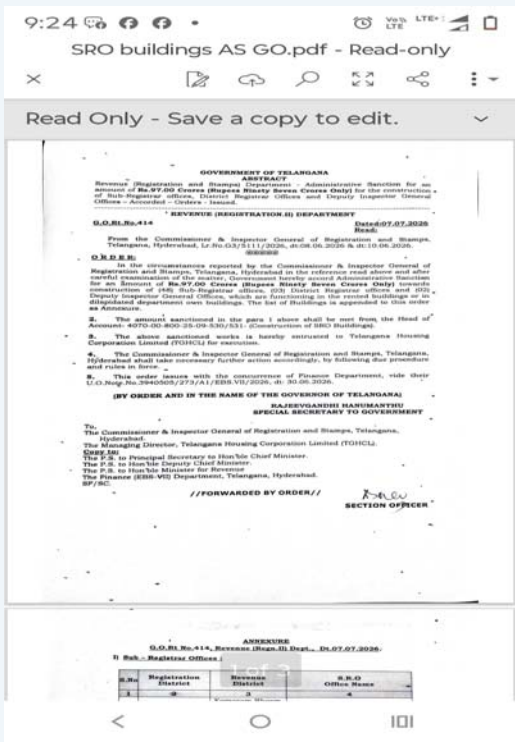 9:24
Vo)) LTE LTE+
SRO buildings AS GO.pdf - Read-only
Read Only - Save a copy to edit.
GOVERNMENT OF TELANGANA
ABSTRACT
Revenue (Registration and Stamps) Department - Administrative Sanction for an
amount of Rs.97.00 Crores (Rupees Ninety Seven Crores Only) for the construction
of Sub-Registrar offices, District Registrar Offices and Deputy Inspector General
Offices - Accorded - Orders - Issued.
REVENUE (REGISTRATION.II) DEPARTMENT
G.O.Rt.No.414
Dated:07.07.2026
Read:
From the Commissioner & Inspector General of Registration and Stamps,
Telangana, Hyderabad, Lr.No.G3/5111/2026, dt:08.06.2026 & dt:10.06.2026.
O R D E R:
In the circumstances reported by the Commissioner & Inspector General of
Registration and Stamps, Telangana, Hyderabad in the reference read above and after
careful examination of the matter, Government hereby accord Administrative Sanction
for an Amount of Rs.97.00 Crores (Rupees Ninety Seven Crores Only) towards
construction of (48) Sub-Registrar offices, (03) District Registrar offices and (02)
Deputy Inspector General Offices, which are functioning in the rented buildings or in
dilapidated department own buildings. The list of Buildings is appended to this order
as Annexure.
2. The amount sanctioned in the para 1 above shall be met from the Head of
Account: 4070-00-800-25-09-530/531- (Construction of SRO Buildings).
3. The above sanctioned works is hereby entrusted to Telangana Housing
Corporation Limited (TGHCL) for execution.
4. The Commissioner & Inspector General of Registration and Stamps, Telangana,
Hyderabad shall take necessary further action accordingly, by following due procedure
and rules in force.
5. This order issues with the concurrence of Finance Department, vide their
U.O.Note.No.3940503/273/A1/EBS.VII/2026, dt: 30.06.2026.
(BY ORDER AND IN THE NAME OF THE GOVERNOR OF TELANGANA)
RAJEEVGANDHI HANUMANTHU
SPECIAL SECRETARY TO GOVERNMENT
To,
The Commissioner & Inspector General of Registration and Stamps, Telangana,
Hyderabad.
The Managing Director, Telangana Housing Corporation Limited (TGHCL).
Copy to:
The P.S. to Principal Secretary to Hon'ble Chief Minister.
The P.S. to Hon'ble Deputy Chief Minister.
The P.S. to Hon'ble Minister for Revenue
The Finance (EBS-VII) Department, Telangana, Hyderabad.
SF/SC.
//FORWARDED BY ORDER//
SECTION OFFICER
ANNEXURE
G.O.Rt No.414, Revenue (Regn.II) Dept., Dt.07.07.2026.
I) Sub - Registrar Offices :
1 of 3
S.No Registration District Revenue District S.R.O Office Name
1 2 3 4